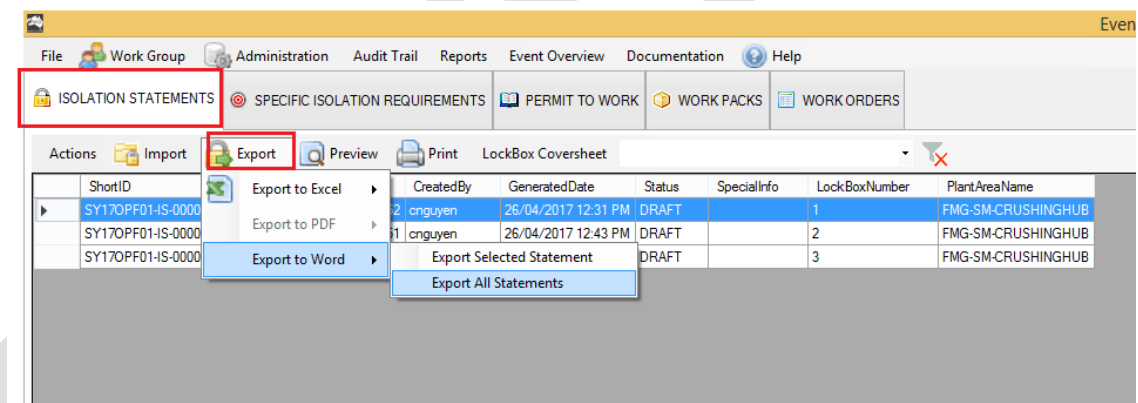 Even
File Work Group Administration Audit Trail Reports Event Overview Documentation Help
ISOLATION STATEMENTS SPECIFIC ISOLATION REQUIREMENTS PERMIT TO WORK WORK PACKS WORK ORDERS
Actions Import Export Preview Print LockBox Coversheet
ShortID CreatedBy GeneratedDate Status SpecialInfo LockBoxNumber PlantAreaName
SY17OPF01-IS-0000 2 cnguyen 26/04/2017 12:31 PM DRAFT 1 FMG-SM-CRUSHINGHUB
SY17OPF01-IS-0000 1 cnguyen 26/04/2017 12:43 PM DRAFT 2 FMG-SM-CRUSHINGHUB
SY17OPF01-IS-0000 DRAFT 3 FMG-SM-CRUSHINGHUB
Export to Excel
Export to PDF
Export to Word
Export Selected Statement
Export All Statements